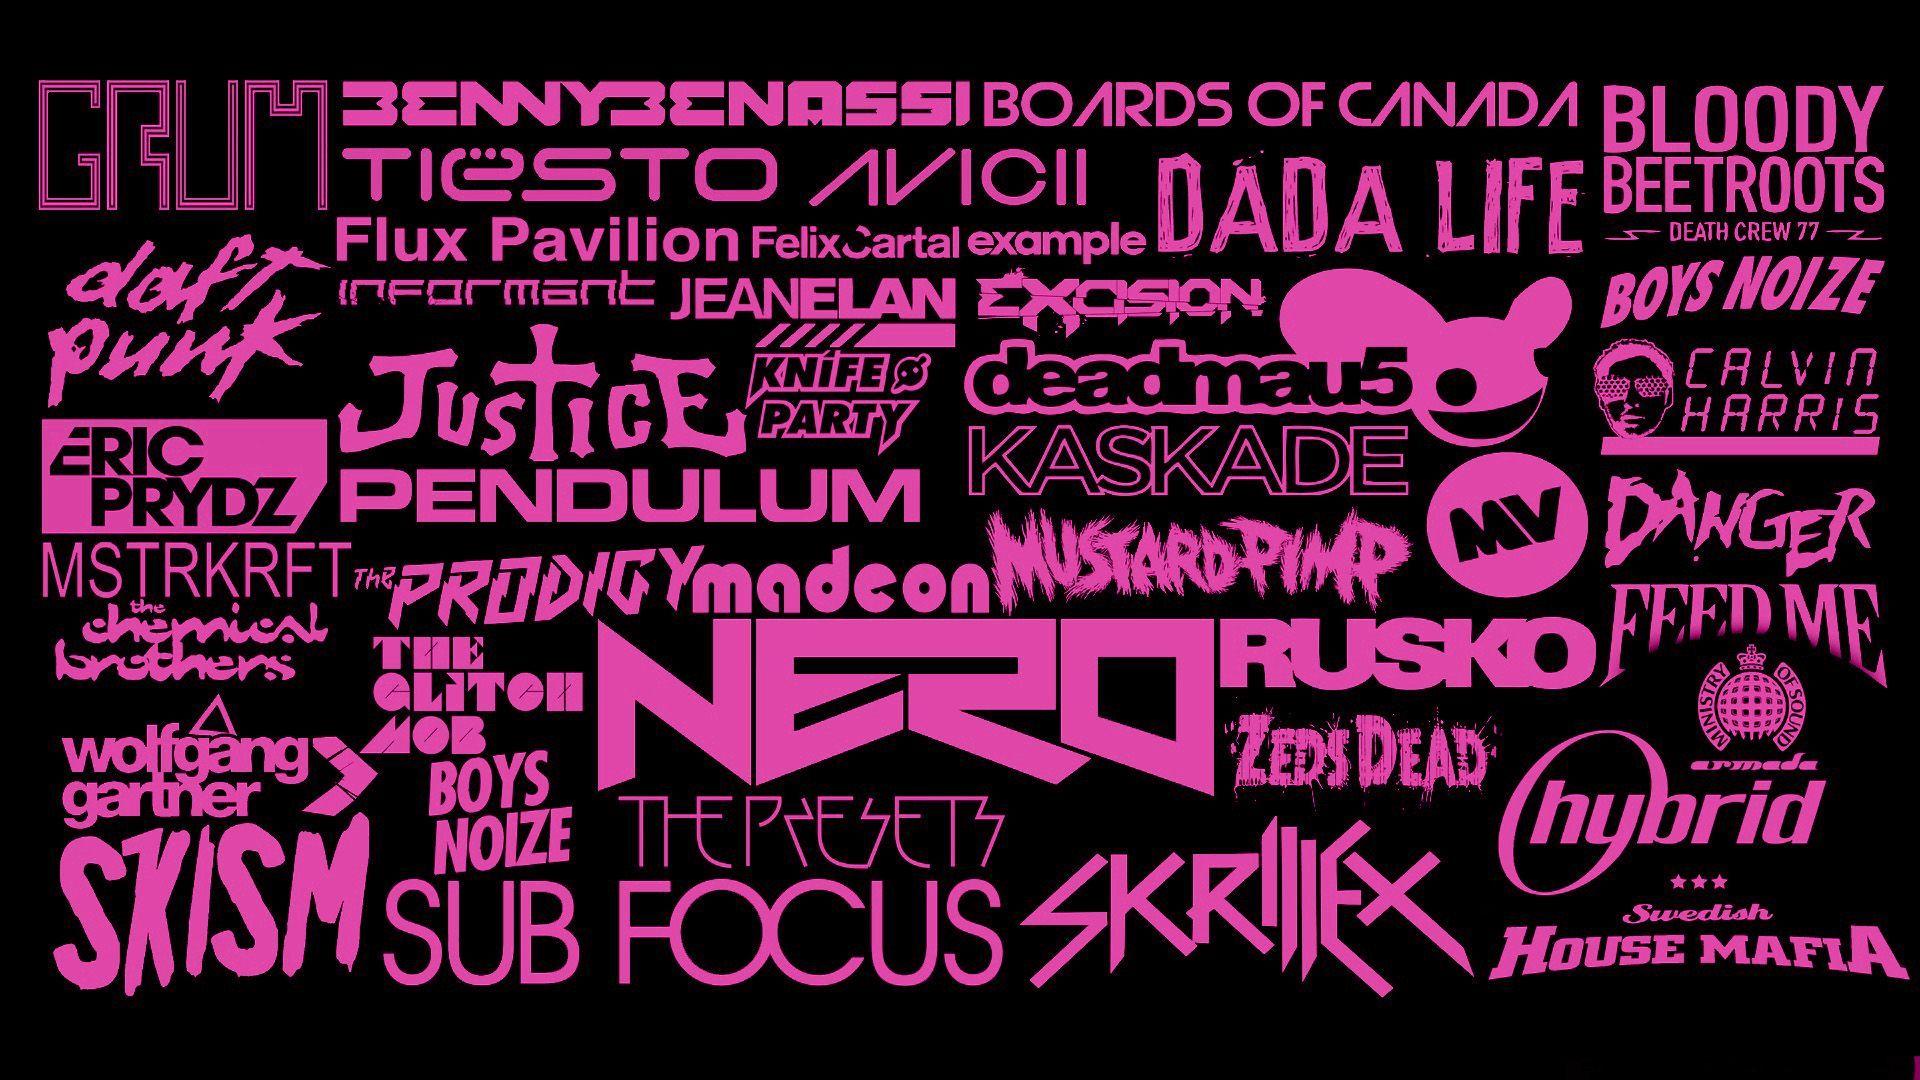 GRUM
BENNYBENASSI
BOARDS OF CANADA
BLOODY
BEETROOTS
DEATH CREW 77
TIËSTO
AVICII
DADA LIFE
Flux Pavilion
FelixCartal
example
daft
punk
informant
JEANELAN
EXCISION
BOYS NOIZE
JUSTICE
KNIFE
PARTY
deadmau5
CALVIN
HARRIS
ERIC
PRYDZ
PENDULUM
KASKADE
MV
DANGER
MSTRKRFT
THE PRODIGY
madeon
MUSTARD PIMP
FEED ME
the
chemical
brothers
THE
GLITCH
MOB
NERO
RUSKO
MINISTRY OF SOUND
wolfgang
gartner
BOYS
NOIZE
ZEDS DEAD
armada
hybrid
SKISM
THE PRESETS
SUB FOCUS
SKRILLEX
Swedish
HOUSE MAFIA